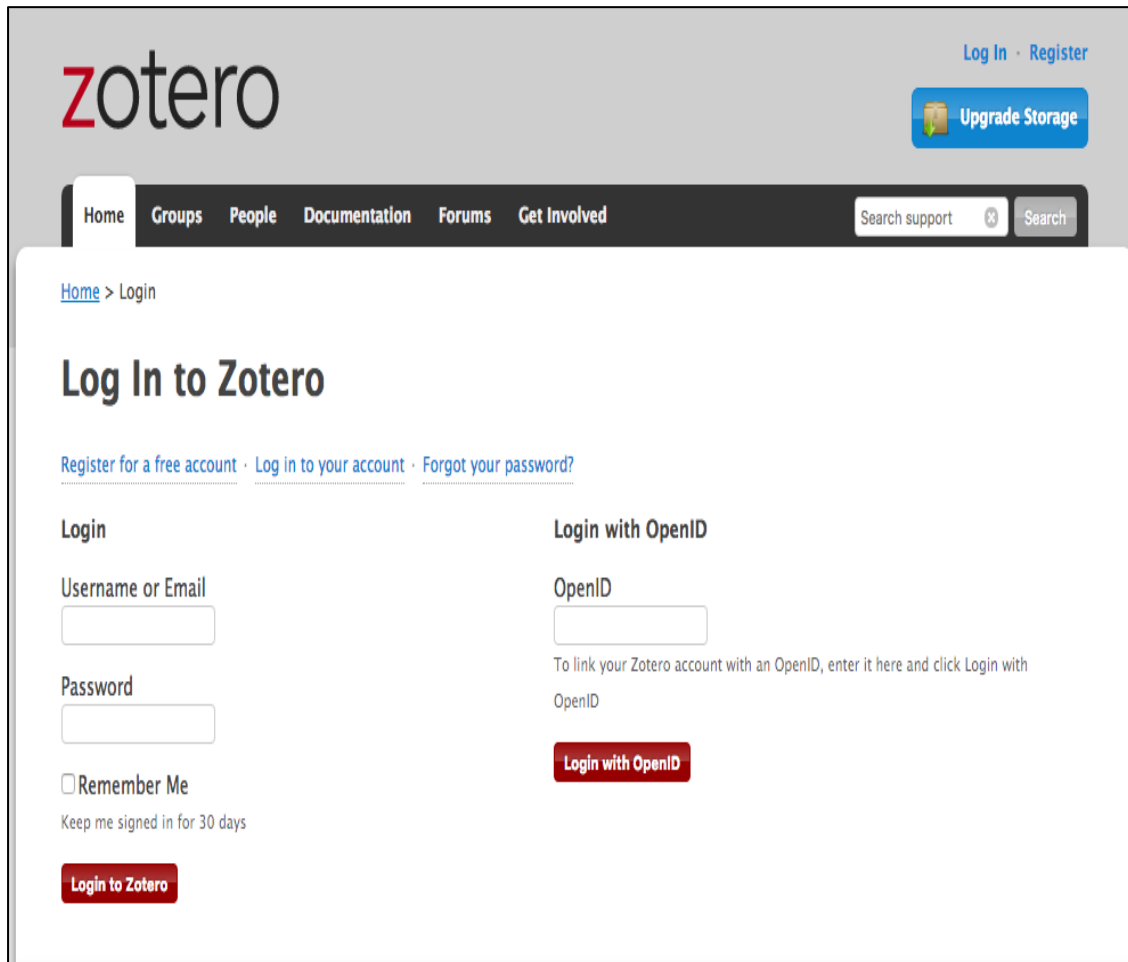 zotero
Log In · Register
Upgrade Storage
Home Groups People Documentation Forums Get Involved
Search support Search
Home > Login
Log In to Zotero
Register for a free account · Log in to your account · Forgot your password?
Login
Username or Email
Password
Remember Me
Keep me signed in for 30 days
Login to Zotero
Login with OpenID
OpenID
To link your Zotero account with an OpenID, enter it here and click Login with
OpenID
Login with OpenID